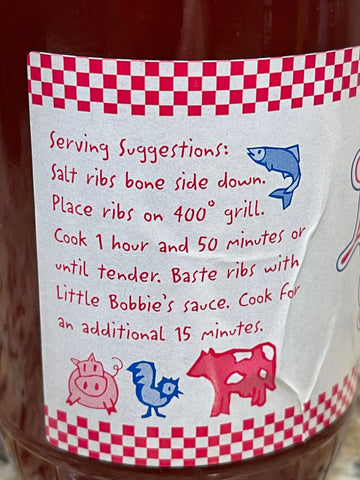 Serving Suggestions:
Salt ribs bone side down.
Place ribs on 400° grill.
Cook 1 hour and 50 minutes or
until tender. Baste ribs with
Little Bobbie's sauce. Cook for
an additional 15 minutes.